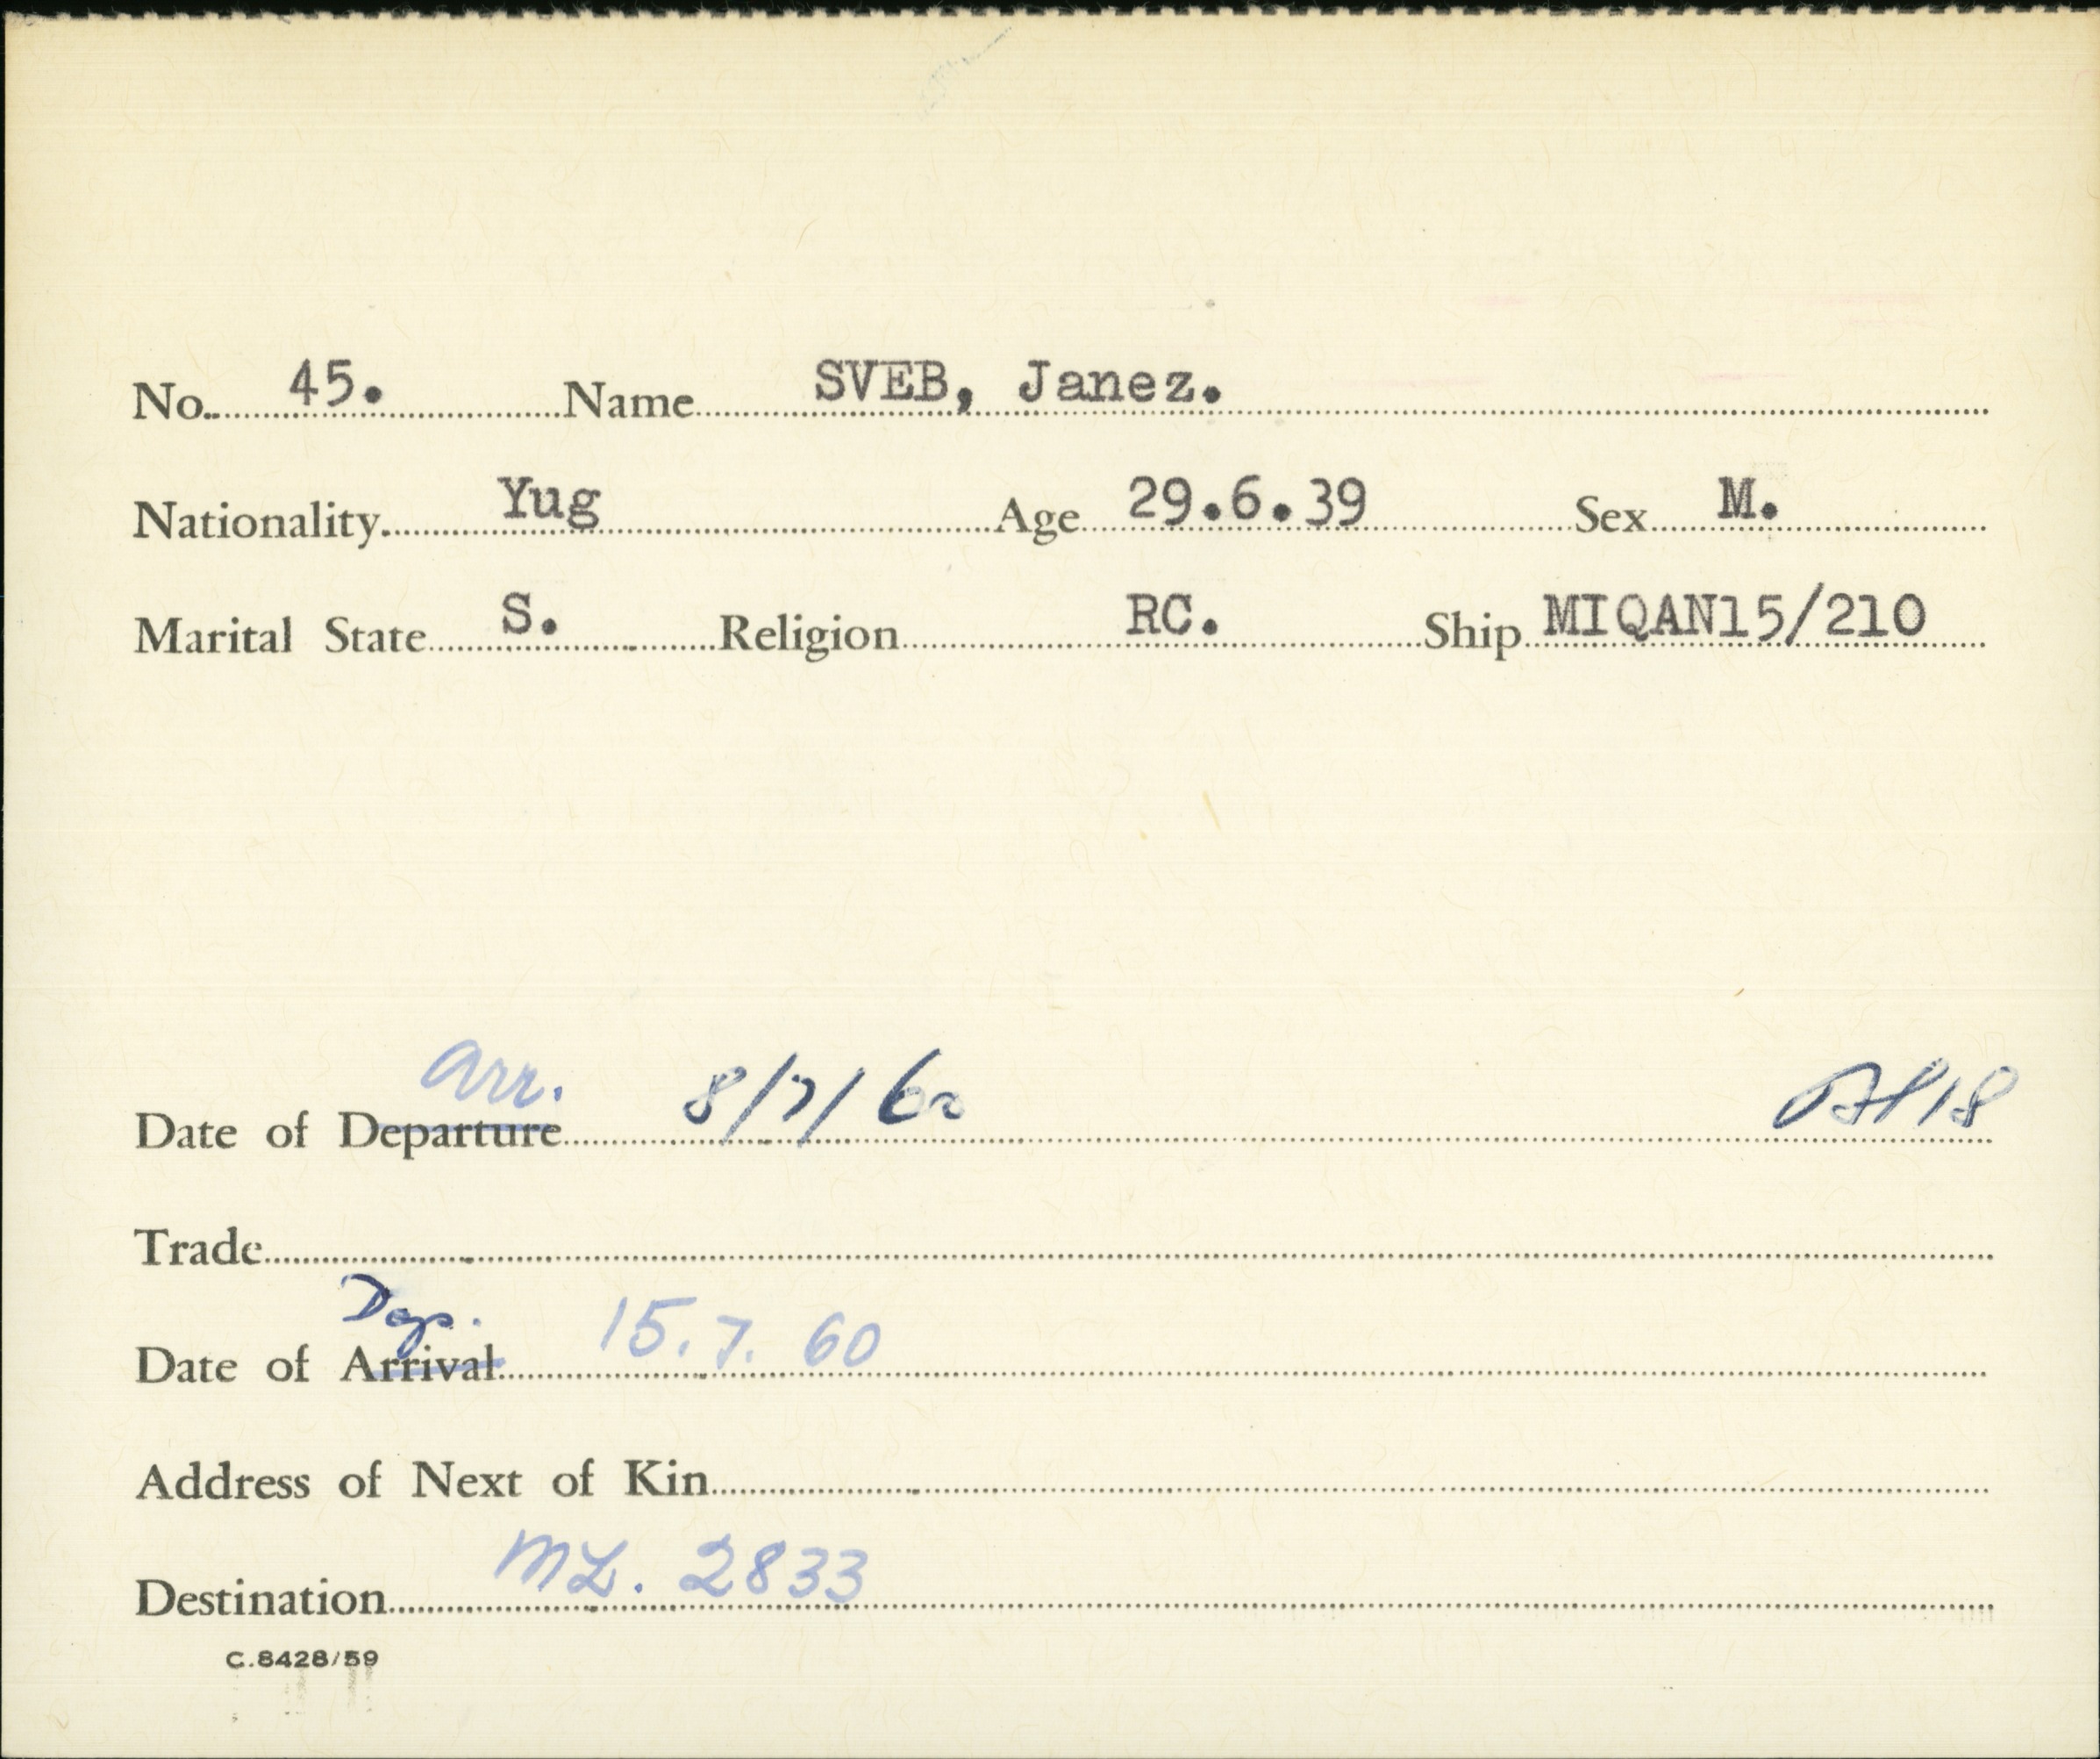 No. 45. Name SVEB, Janez.
Nationality Yug Age 29.6.39 Sex M.
Marital State S. Religion RC. Ship MIQAN15/210
Arr.
Date of Departure 8/7/60
Trade
Dep.
Date of Arrival 15.7.60
Address of Next of Kin
Destination ML. 2833
C.8428/59